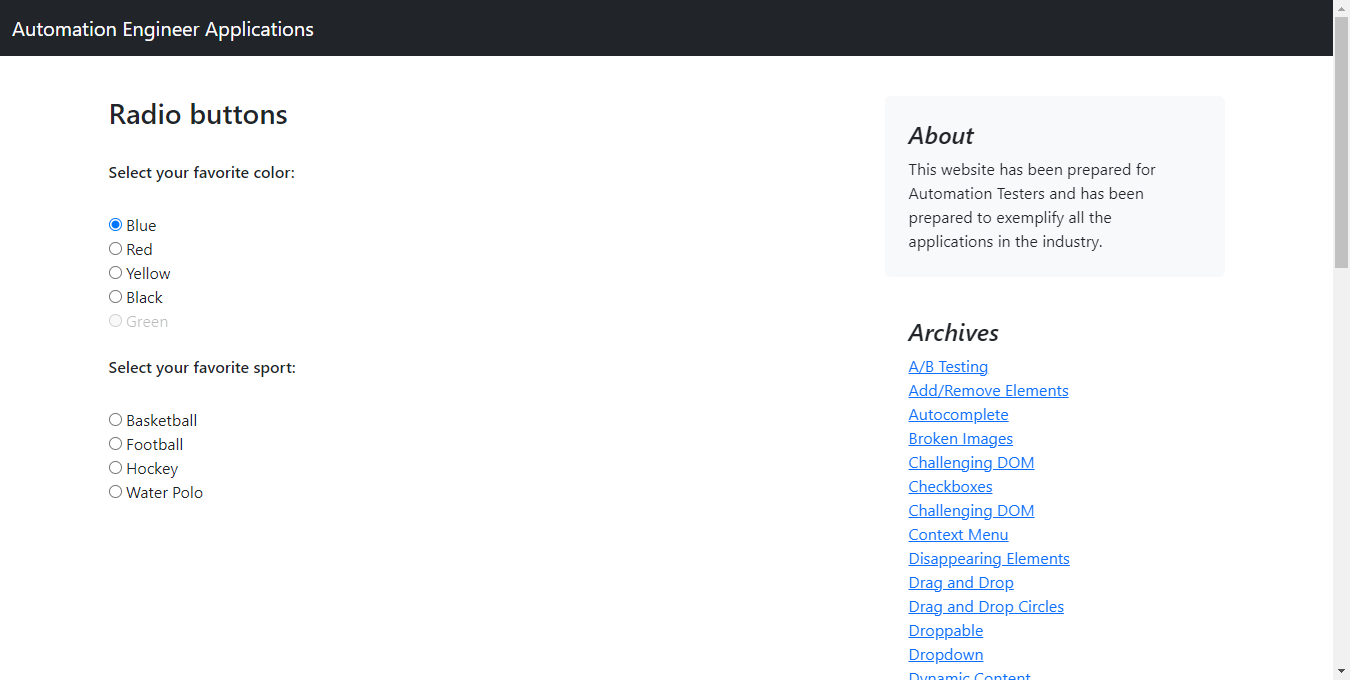 Automation Engineer Applications
Radio buttons
Select your favorite color:
Blue
Red
Yellow
Black
Green
Select your favorite sport:
Basketball
Football
Hockey
Water Polo
About
This website has been prepared for
Automation Testers and has been
prepared to exemplify all the
applications in the industry.
Archives
A/B Testing
Add/Remove Elements
Autocomplete
Broken Images
Challenging DOM
Checkboxes
Challenging DOM
Context Menu
Disappearing Elements
Drag and Drop
Drag and Drop Circles
Droppable
Dropdown
Dynamic Content